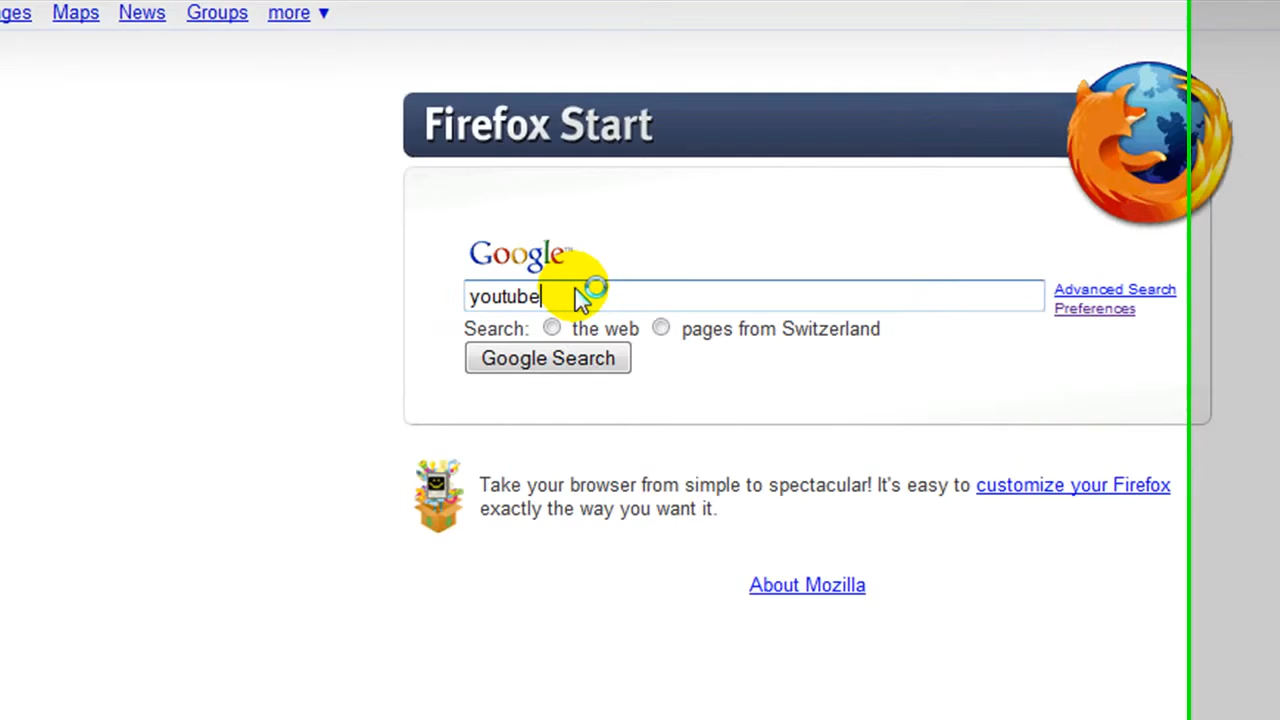 ges Maps News Groups more ▼
Firefox Start
Google™
youtube
Advanced Search
Preferences
Search: the web pages from Switzerland
Google Search
Take your browser from simple to spectacular! It's easy to customize your Firefox
exactly the way you want it.
About Mozilla